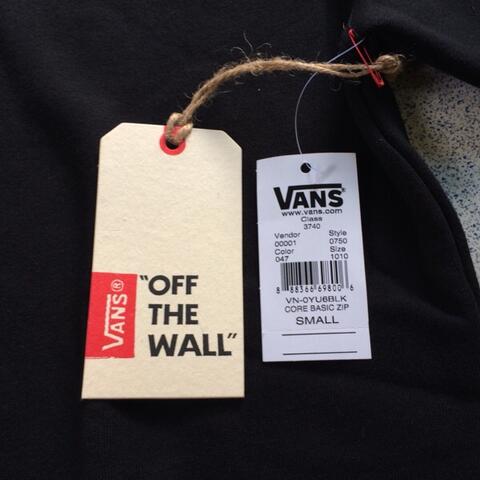 VANS®
"OFF
THE
WALL"
VANS®
www.vans.com
Class
3740
Vendor Style
00001 0750
Color Size
047 1010
8 88366 69800 6
VN-0YU6BLK
CORE BASIC ZIP
SMALL